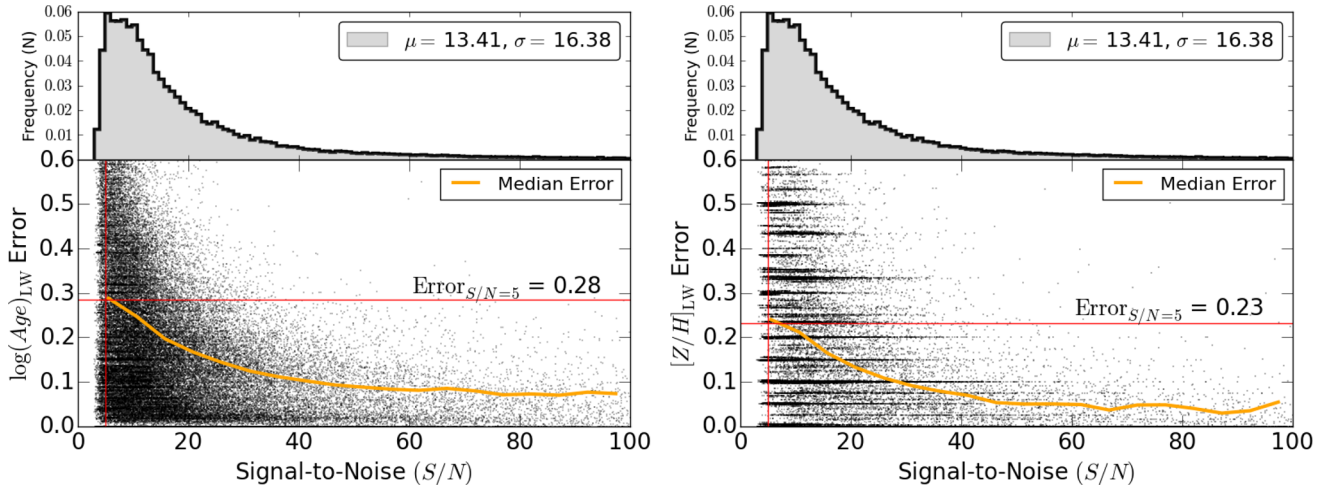 0.06
0.05
0.04
0.03
0.02
0.01
Frequency (N)
μ = 13.41, σ = 16.38
0.6
0.5
0.4
0.3
0.2
0.1
0.0
log(Age)LW Error
Median Error
ErrorS/N=5 = 0.28
0 20 40 60 80 100
Signal-to-Noise (S/N)
0.06
0.05
0.04
0.03
0.02
0.01
Frequency (N)
μ = 13.41, σ = 16.38
0.6
0.5
0.4
0.3
0.2
0.1
0.0
[Z/H]LW Error
Median Error
ErrorS/N=5 = 0.23
0 20 40 60 80 100
Signal-to-Noise (S/N)